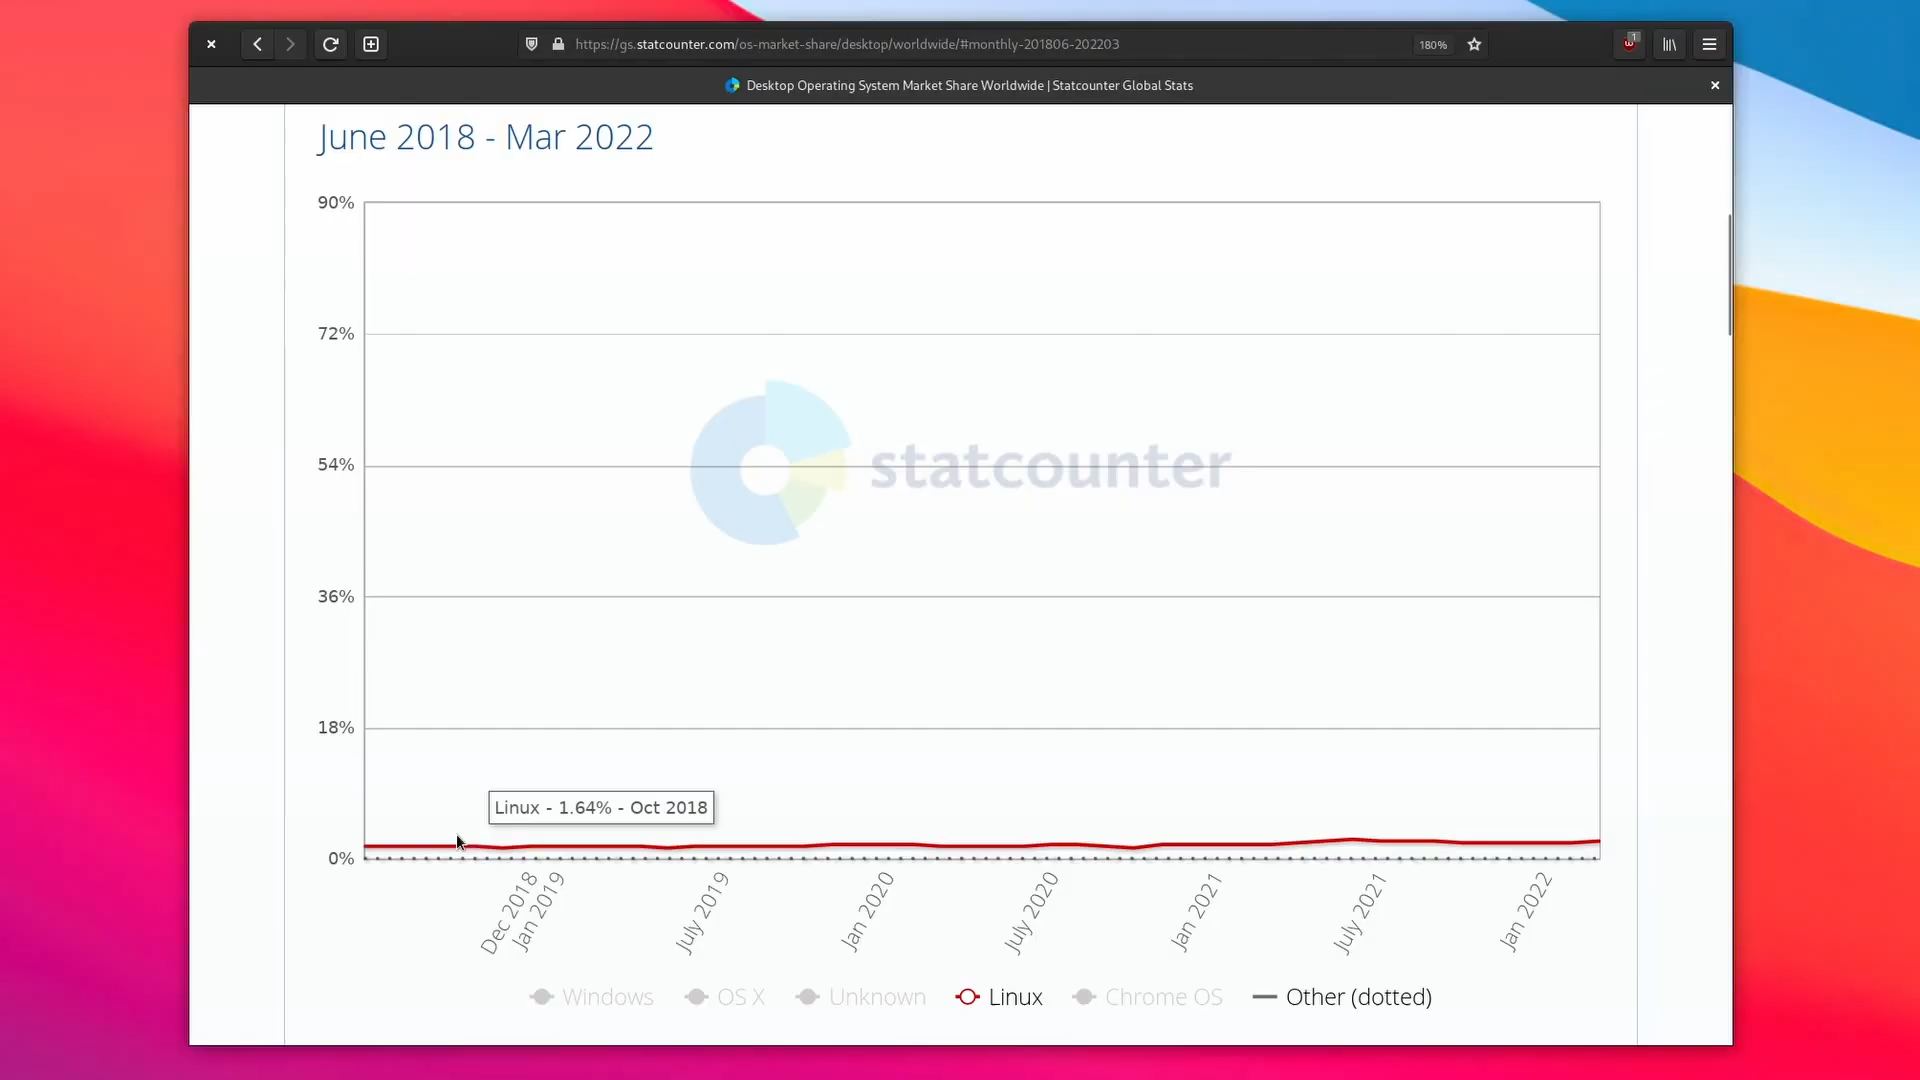 https://gs.statcounter.com/os-market-share/desktop/worldwide/#monthly-201806-202203
180%
1
Desktop Operating System Market Share Worldwide | Statcounter Global Stats
June 2018 - Mar 2022
90%
72%
54%
36%
18%
0%
statcounter
Linux - 1.64% - Oct 2018
Dec 2018
Jan 2019
July 2019
Jan 2020
July 2020
Jan 2021
July 2021
Jan 2022
Windows
OS X
Unknown
Linux
Chrome OS
Other (dotted)